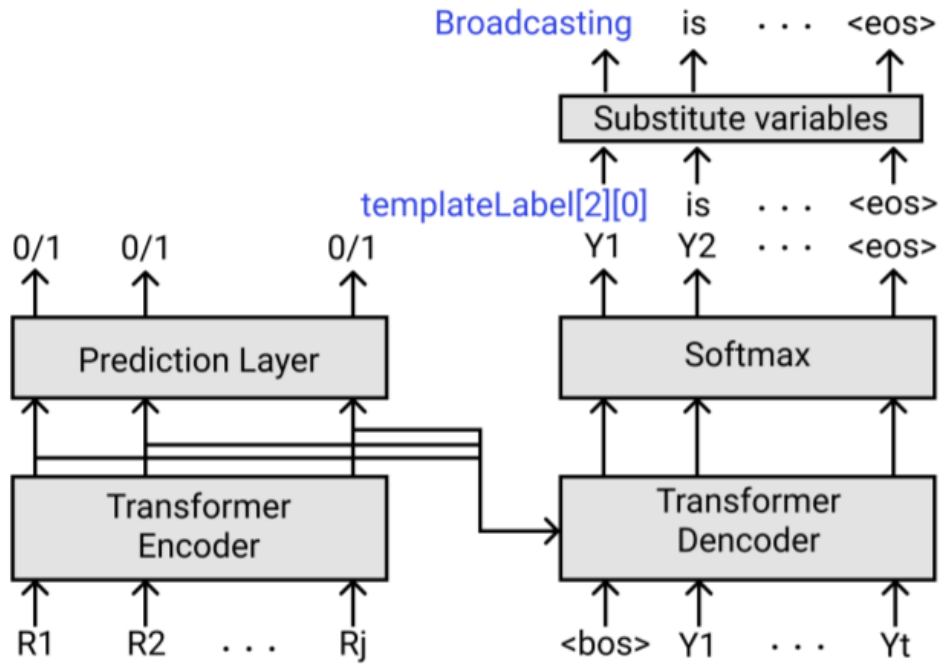 Broadcasting is . . . <eos>
Substitute variables
templateLabel[2][0] is . . . <eos>
0/1 0/1 0/1 Y1 Y2 . . . <eos>
Prediction Layer
Softmax
Transformer
Encoder
Transformer
Dencoder
R1 R2 . . . Rj <bos> Y1 . . . Yt